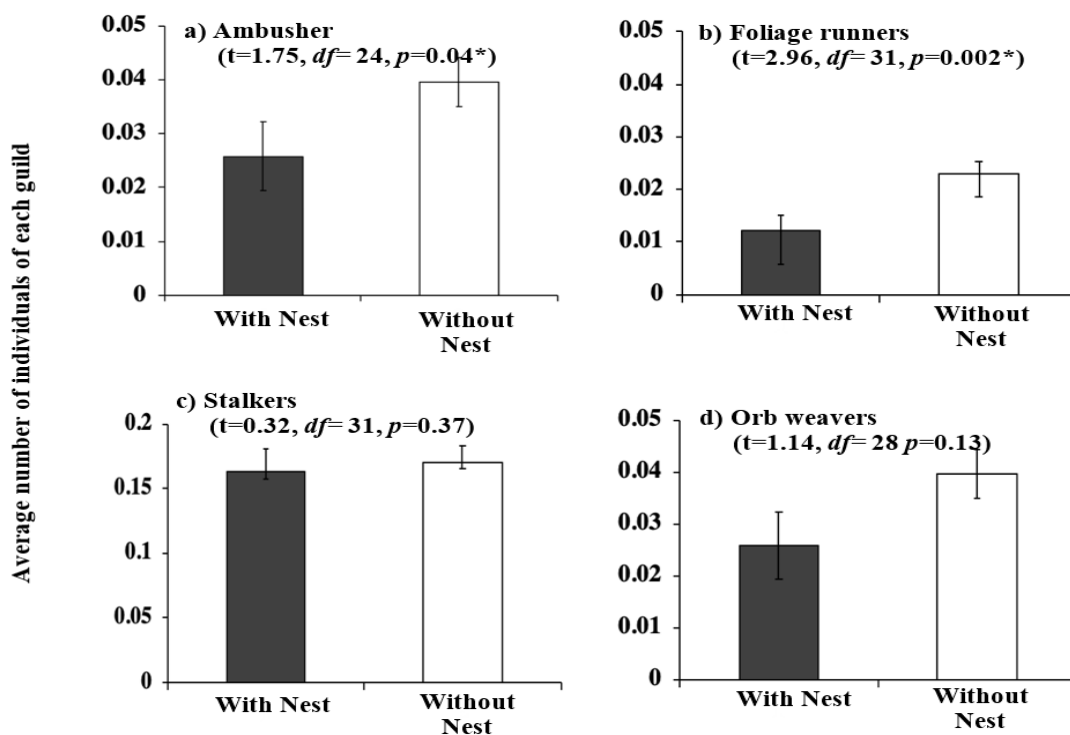 Average number of individuals of each guild
a) Ambusher
(t=1.75, df= 24, p=0.04*)
0.05
0.04
0.03
0.02
0.01
0
With Nest
Without
Nest
b) Foliage runners
(t=2.96, df= 31, p=0.002*)
0.05
0.04
0.03
0.02
0.01
0
With Nest
Without
Nest
c) Stalkers
(t=0.32, df= 31, p=0.37)
0.2
0.15
0.1
0.05
0
With Nest
Without
Nest
d) Orb weavers
(t=1.14, df= 28 p=0.13)
0.05
0.04
0.03
0.02
0.01
0
With Nest
Without
Nest